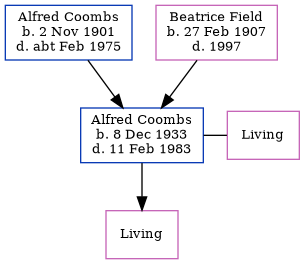 Alfred Coombs
b. 2 Nov 1901
d. abt Feb 1975
Beatrice Field
b. 27 Feb 1907
d. 1997
Alfred Coombs
b. 8 Dec 1933
d. 11 Feb 1983
Living
Living